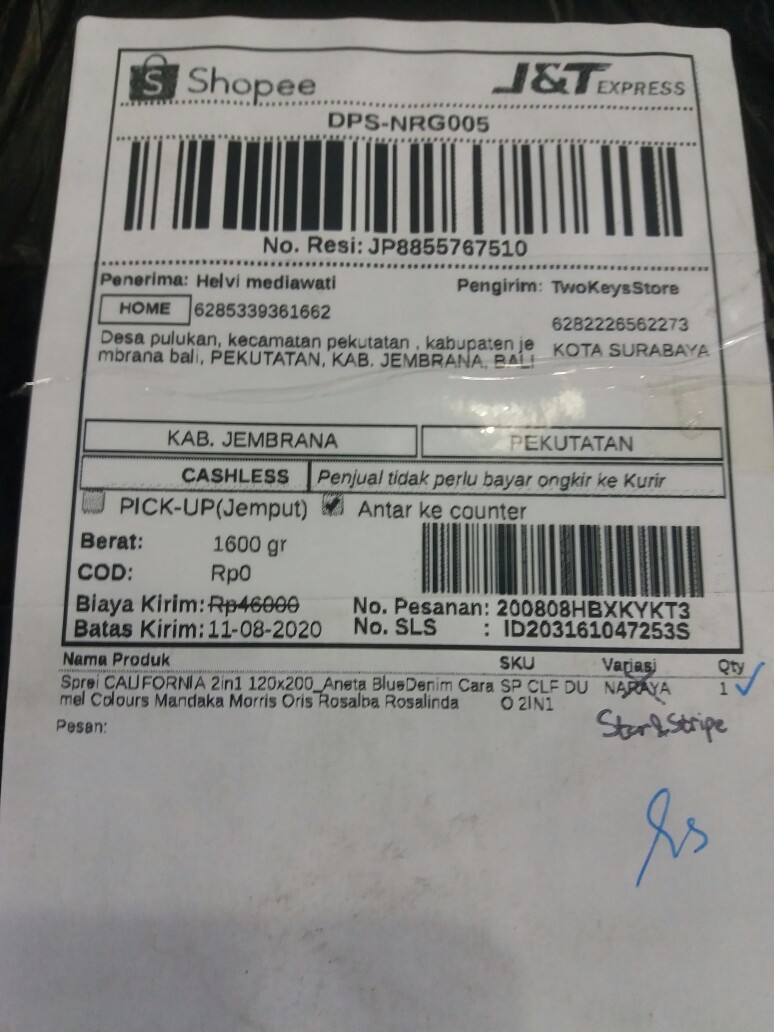 Shopee J&T EXPRESS
DPS-NRG005
No. Resi: JP8855767510
Penerima: Helvi mediawati
Pengirim: TwoKeysStore
HOME 6285339361662
6282226562273
Desa pulukan, kecamatan pekutatan , kabupaten je
mbrana bali, PEKUTATAN, KAB. JEMBRANA, BALI
KOTA SURABAYA
KAB. JEMBRANA PEKUTATAN
CASHLESS Penjual tidak perlu bayar ongkir ke Kurir
PICK-UP(Jemput) Antar ke counter
Berat: 1600 gr
COD: Rp0
Biaya Kirim: Rp46000 No. Pesanan: 200808HBXKYKT3
Batas Kirim: 11-08-2020 No. SLS : ID203161047253S
Nama Produk SKU Variasi Qty
Sprei CALIFORNIA 2in1 120x200_Aneta BlueDenim Cara SP CLF DU NARAYA 1
mel Colours Mandaka Morris Oris Rosalba Rosalinda O 2IN1
Star&Stripe
Pesan: